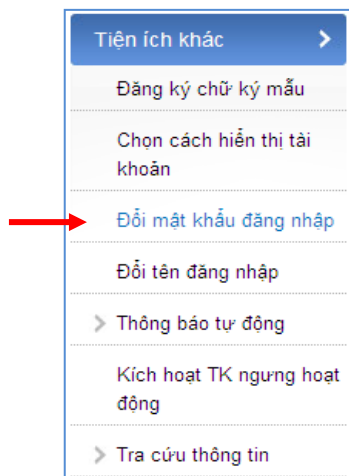 Tiện ích khác
Đăng ký chữ ký mẫu
Chọn cách hiển thị tài
khoản
Đổi mật khẩu đăng nhập
Đổi tên đăng nhập
Thông báo tự động
Kích hoạt TK ngưng hoạt
động
Tra cứu thông tin